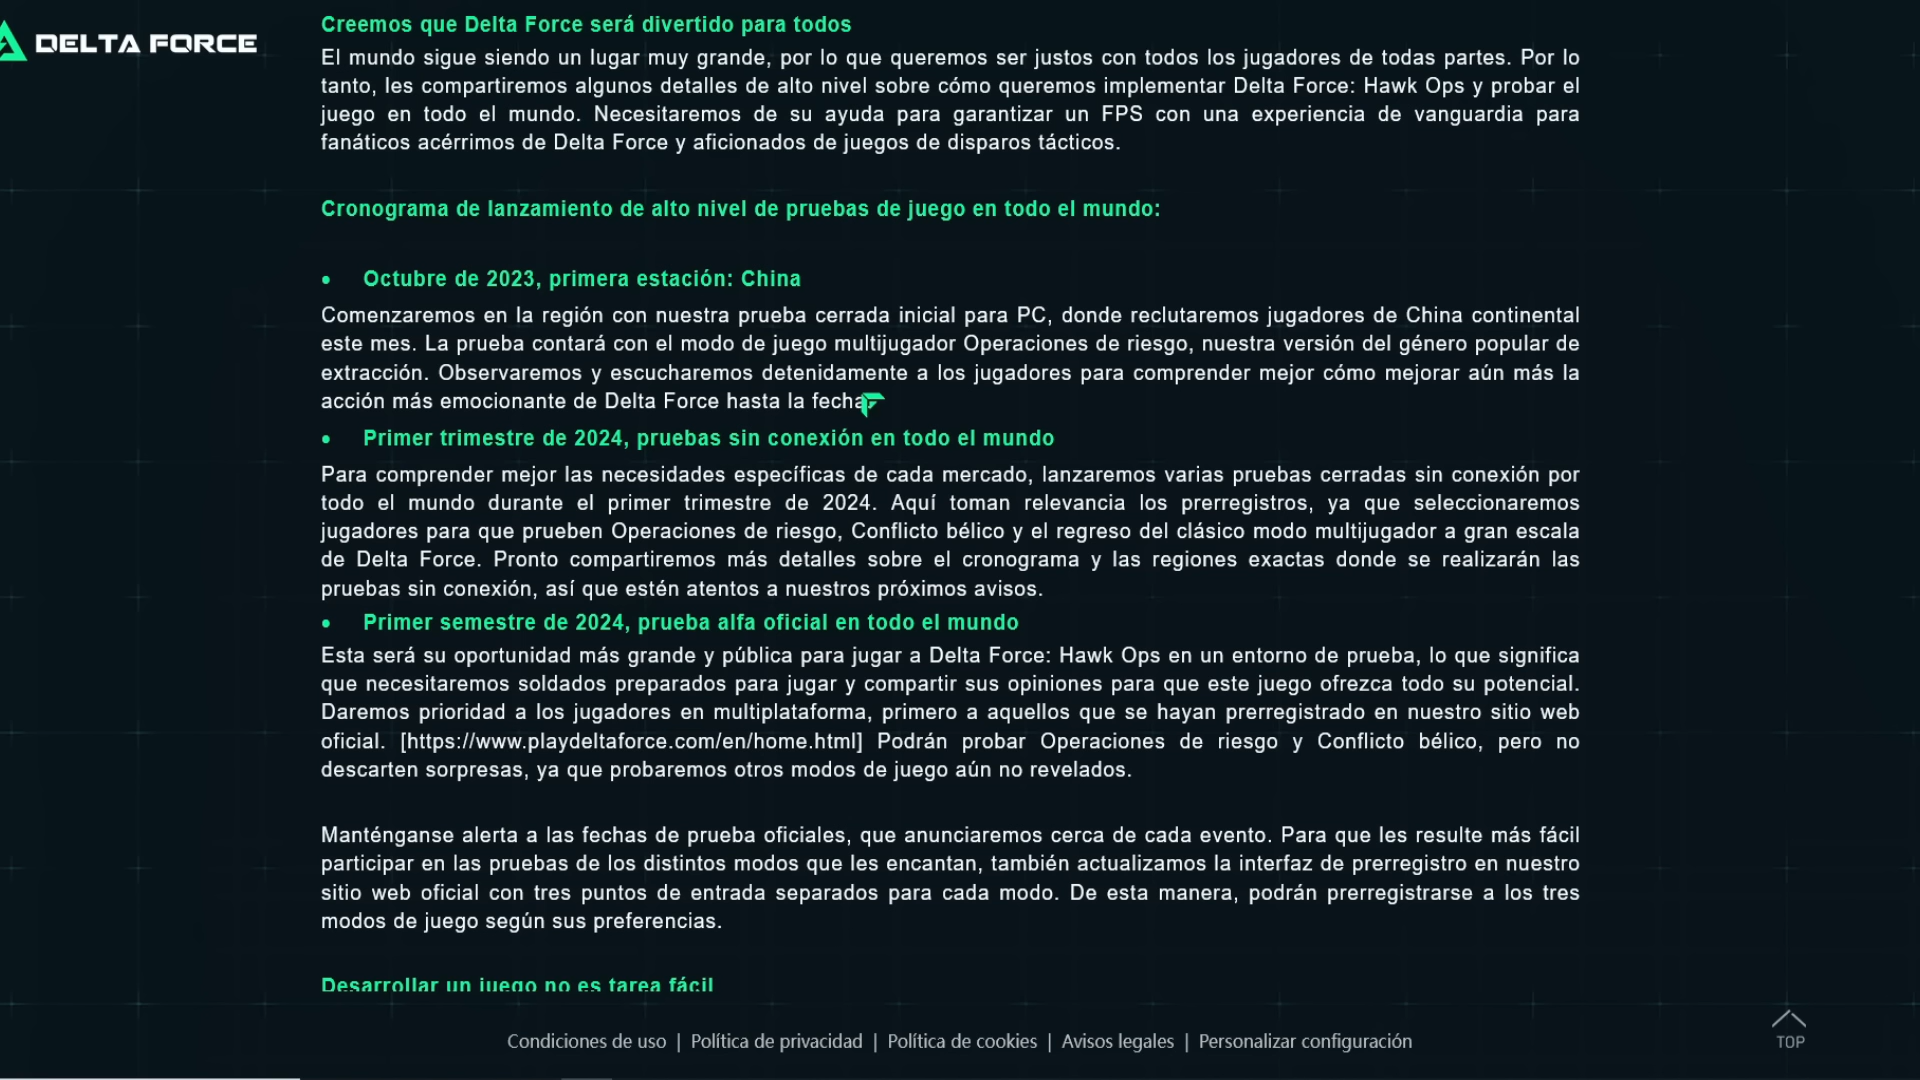 DELTA FORCE
Creemos que Delta Force será divertido para todos
El mundo sigue siendo un lugar muy grande, por lo que queremos ser justos con todos los jugadores de todas partes. Por lo
tanto, les compartiremos algunos detalles de alto nivel sobre cómo queremos implementar Delta Force: Hawk Ops y probar el
juego en todo el mundo. Necesitaremos de su ayuda para garantizar un FPS con una experiencia de vanguardia para
fanáticos acérrimos de Delta Force y aficionados de juegos de disparos tácticos.
Cronograma de lanzamiento de alto nivel de pruebas de juego en todo el mundo:
• Octubre de 2023, primera estación: China
Comenzaremos en la región con nuestra prueba cerrada inicial para PC, donde reclutaremos jugadores de China continental
este mes. La prueba contará con el modo de juego multijugador Operaciones de riesgo, nuestra versión del género popular de
extracción. Observaremos y escucharemos detenidamente a los jugadores para comprender mejor cómo mejorar aún más la
acción más emocionante de Delta Force hasta la fecha
• Primer trimestre de 2024, pruebas sin conexión en todo el mundo
Para comprender mejor las necesidades específicas de cada mercado, lanzaremos varias pruebas cerradas sin conexión por
todo el mundo durante el primer trimestre de 2024. Aquí toman relevancia los prerregistros, ya que seleccionaremos
jugadores para que prueben Operaciones de riesgo, Conflicto bélico y el regreso del clásico modo multijugador a gran escala
de Delta Force. Pronto compartiremos más detalles sobre el cronograma y las regiones exactas donde se realizarán las
pruebas sin conexión, así que estén atentos a nuestros próximos avisos.
• Primer semestre de 2024, prueba alfa oficial en todo el mundo
Esta será su oportunidad más grande y pública para jugar a Delta Force: Hawk Ops en un entorno de prueba, lo que significa
que necesitaremos soldados preparados para jugar y compartir sus opiniones para que este juego ofrezca todo su potencial.
Daremos prioridad a los jugadores en multiplataforma, primero a aquellos que se hayan prerregistrado en nuestro sitio web
oficial. [https://www.playdeltaforce.com/en/home.html] Podrán probar Operaciones de riesgo y Conflicto bélico, pero no
descarten sorpresas, ya que probaremos otros modos de juego aún no revelados.
Manténganse alerta a las fechas de prueba oficiales, que anunciaremos cerca de cada evento. Para que les resulte más fácil
participar en las pruebas de los distintos modos que les encantan, también actualizamos la interfaz de prerregistro en nuestro
sitio web oficial con tres puntos de entrada separados para cada modo. De esta manera, podrán prerregistrarse a los tres
modos de juego según sus preferencias.
Desarrollar un juego no es tarea fácil
Condiciones de uso | Política de privacidad | Política de cookies | Avisos legales | Personalizar configuración
TOP